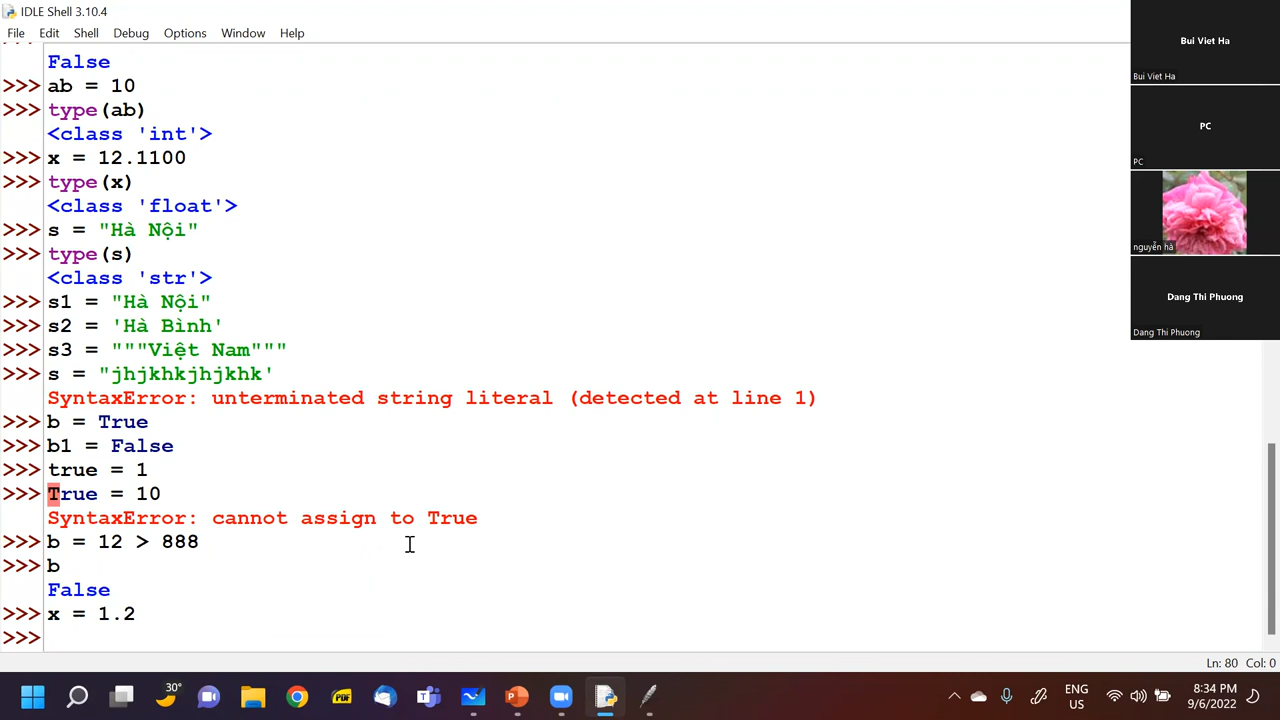 IDLE Shell 3.10.4
File Edit Shell Debug Options Window Help
False
>>> ab = 10
>>> type(ab)
<class 'int'>
>>> x = 12.1100
>>> type(x)
<class 'float'>
>>> s = "Hà Nội"
>>> type(s)
<class 'str'>
>>> s1 = "Hà Nội"
>>> s2 = 'Hà Bình'
>>> s3 = """Việt Nam"""
>>> s = "jhjkhkjhjkhk'
SyntaxError: unterminated string literal (detected at line 1)
>>> b = True
>>> b1 = False
>>> true = 1
>>> True = 10
SyntaxError: cannot assign to True
>>> b = 12 > 888
>>> b
False
>>> x = 1.2
>>>
Bui Viet Ha
Bui Viet Ha
PC
PC
nguyễn hà
Dang Thi Phuong
Dang Thi Phuong
Ln: 80 Col: 0
30°
PDF
ENG
US
8:34 PM
9/6/2022